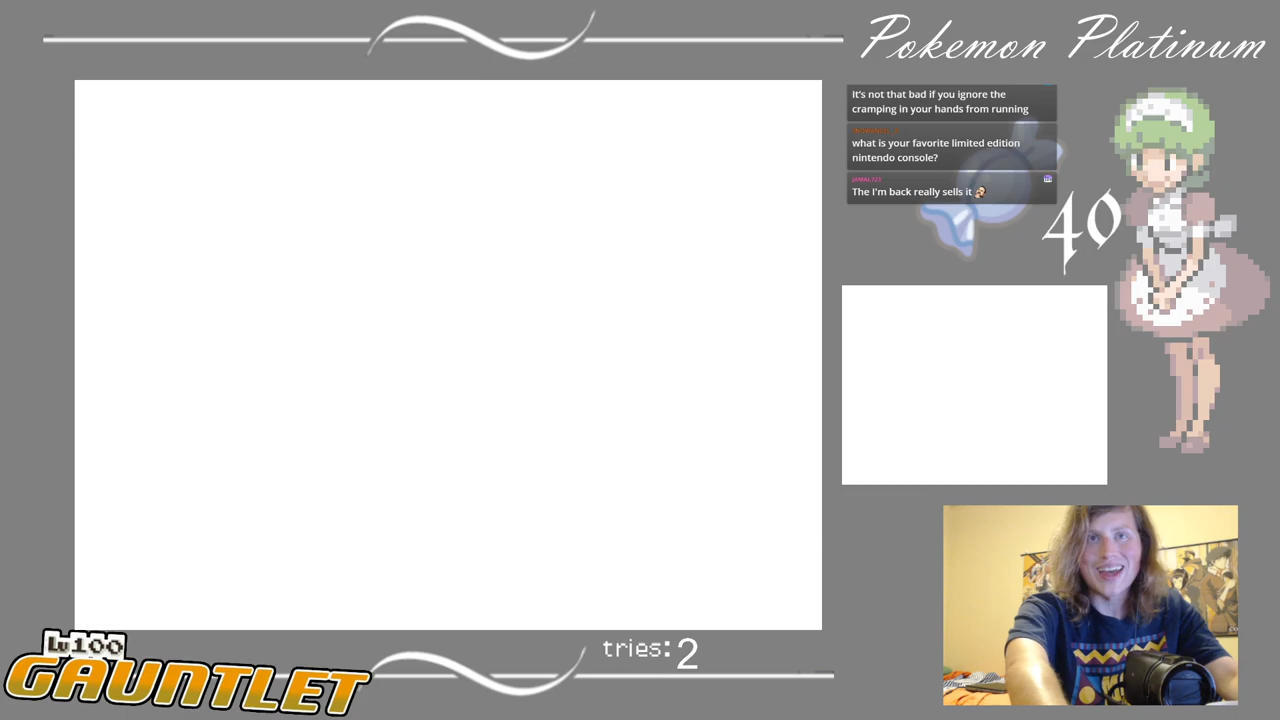 Pokemon Platinum
It's not that bad if you ignore the
cramping in your hands from running
what is your favorite limited edition
nintendo console?
JAMAL723
The I'm back really sells it
40
tries:2
Lv100
GAUNTLET